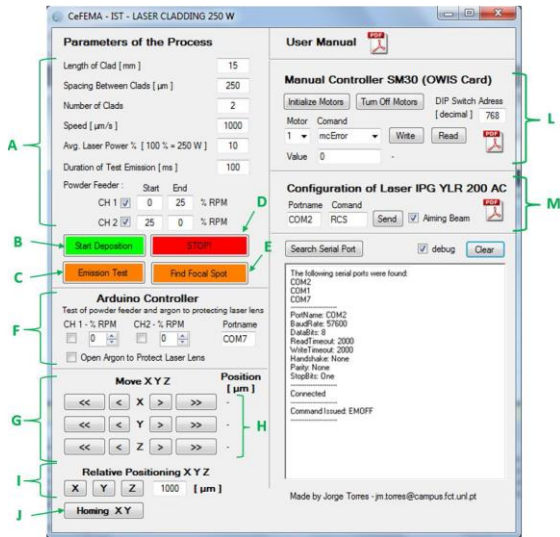 CeFEMA - IST - LASER CLADDING 250 W
Parameters of the Process
Length of Clad [ mm ] 15
Spacing Between Clads [ µm ] 250
Number of Clads 2
Speed [ µm/s ] 1000
Avg. Laser Power % [ 100 % = 250 W ] 10
Duration of Test Emission [ ms ] 100
Powder Feeder : Start End
CH 1 0 25 % RPM
CH 2 25 0 % RPM
A
B
C
D
E
Start Deposition STOP!
Emission Test Find Focal Spot
Arduino Controller
Test of powder feeder and argon to protecting laser lens
CH 1 - % RPM CH2 - % RPM Portname
0 0 COM7
Open Argon to Protect Laser Lens
F
Move X Y Z Position
[ µm ]
<< < X > >> -
<< < Y > >> -
<< < Z > >> -
G
H
Relative Positioning X Y Z
X Y Z 1000 [ µm ]
I
Homing X Y
J
User Manual PDF
Manual Controller SM30 (OWIS Card)
Initialize Motors Turn Off Motors DIP Switch Adress
[ decimal ] 768
Motor Comand
1 mcError Write Read PDF
Value 0 -
L
Configuration of Laser IPG YLR 200 AC
Portname Comand PDF
COM2 RCS Send Aiming Beam
M
Search Serial Port debug Clear
The following serial ports were found:
COM2
COM1
COM7
--------------------
PortName: COM2
BaudRate: 57600
DataBits: 8
ReadTimeout: 2000
WriteTimeout: 2000
Handshake: None
Parity: None
StopBits: One
--------------------
Connected
--------------------
Command Issued: EMOFF
Made by Jorge Torres - jm.torres@campus.fct.unl.pt